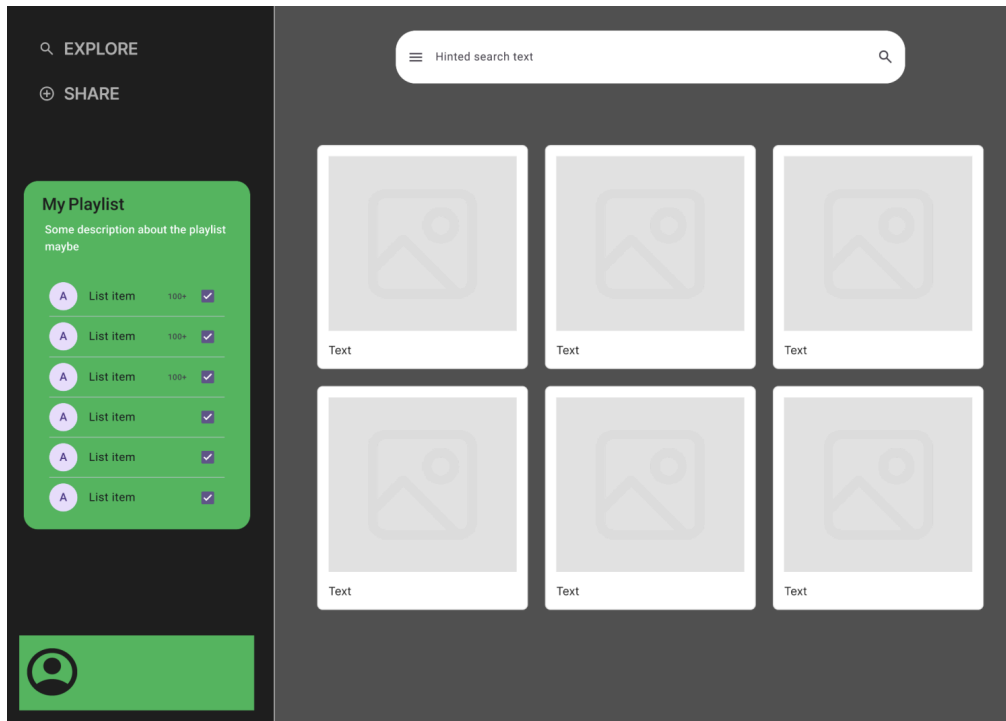 EXPLORE
SHARE
My Playlist
Some description about the playlist
maybe
A List item 100+
A List item 100+
A List item 100+
A List item
A List item
A List item
Hinted search text
Text Text Text
Text Text Text